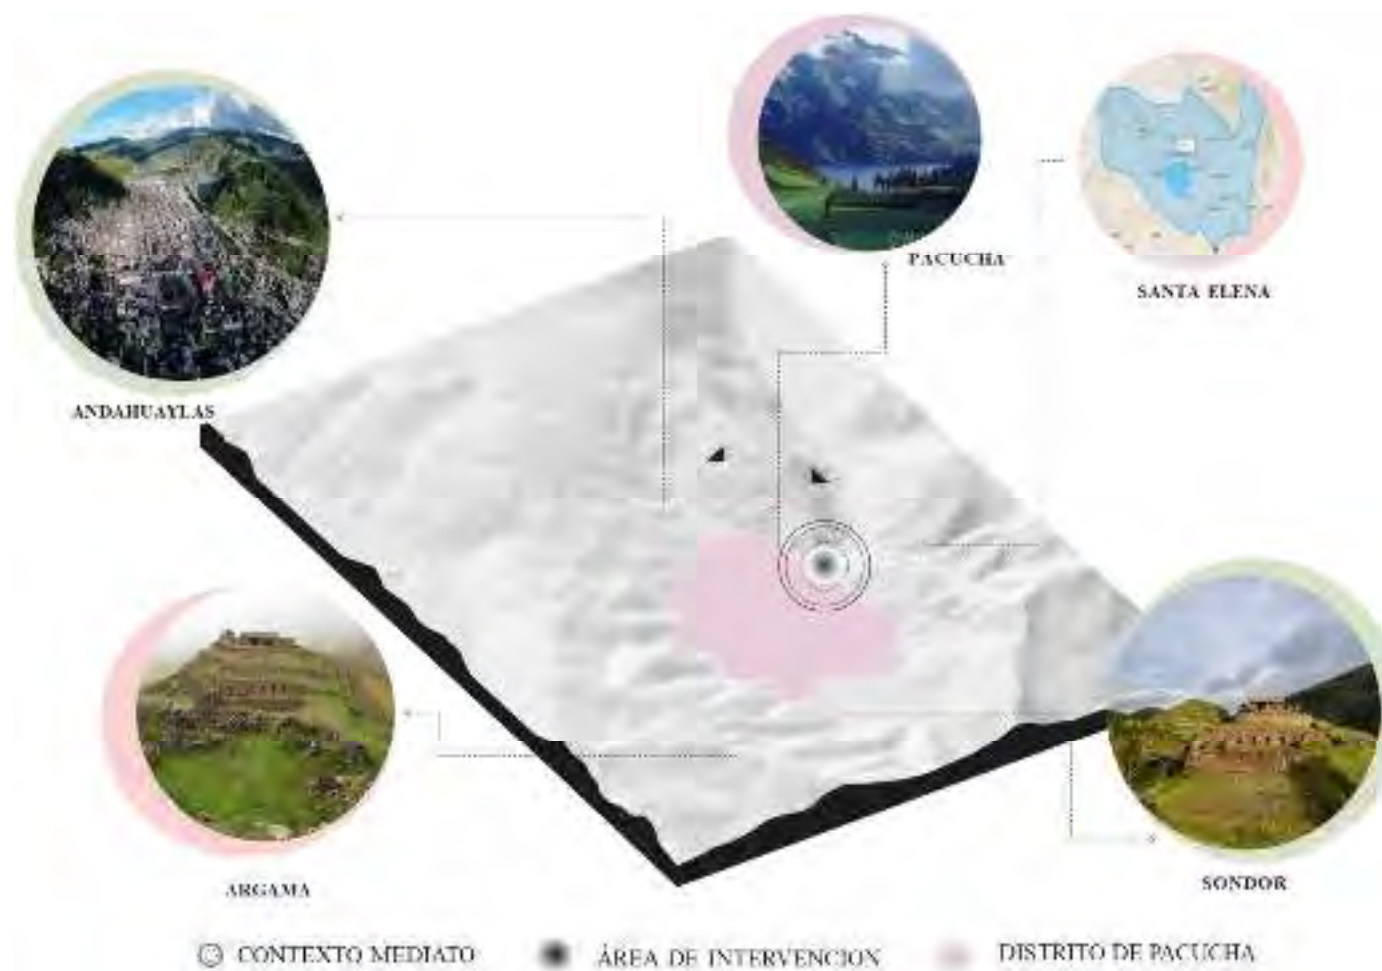 PACUCHA
SANTA ELENA
ANDAHUAYLAS
ARGAMA
SONDOR
CONTEXTO MEDIATO
ÁREA DE INTERVENCION
DISTRITO DE PACUCHA